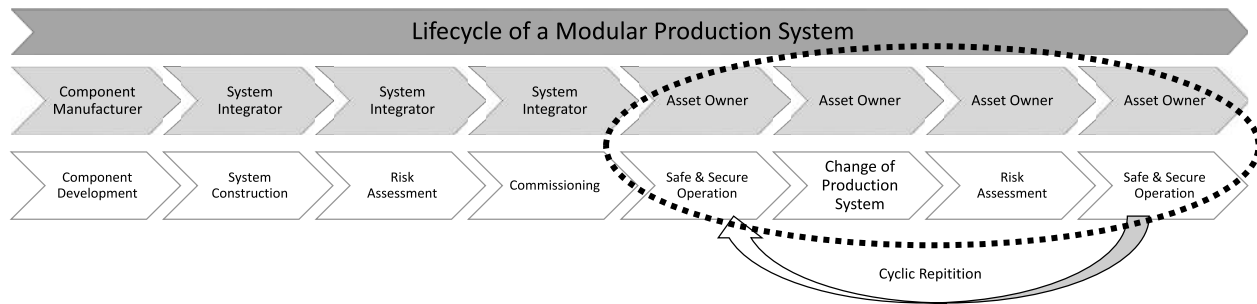 Lifecycle of a Modular Production System
Component
Manufacturer
System
Integrator
System
Integrator
System
Integrator
Asset Owner
Asset Owner
Asset Owner
Asset Owner
Component
Development
System
Construction
Risk
Assessment
Commissioning
Safe & Secure
Operation
Change of
Production
System
Risk
Assessment
Safe & Secure
Operation
Cyclic Repitition